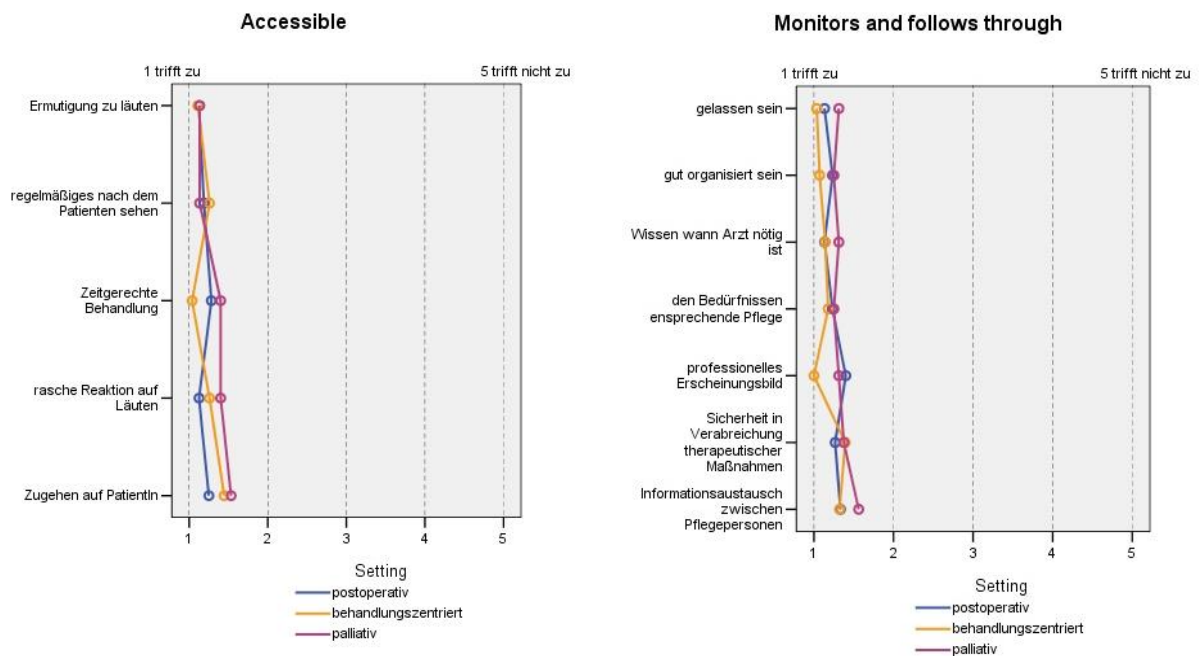 Accessible
1 trifft zu
5 trifft nicht zu
Ermutigung zu läuten
regelmäßiges nach dem
Patienten sehen
Zeitgerechte
Behandlung
rasche Reaktion auf
Läuten
Zugehen auf PatientIn
1 2 3 4 5
Setting
postoperativ
behandlungszentriert
palliativ
Monitors and follows through
1 trifft zu
5 trifft nicht zu
gelassen sein
gut organisiert sein
Wissen wann Arzt nötig
ist
den Bedürfnissen
ensprechende Pflege
professionelles
Erscheinungsbild
Sicherheit in
Verabreichung
therapeutischer
Maßnahmen
Informationsaustausch
zwischen
Pflegepersonen
1 2 3 4 5
Setting
postoperativ
behandlungszentriert
palliativ